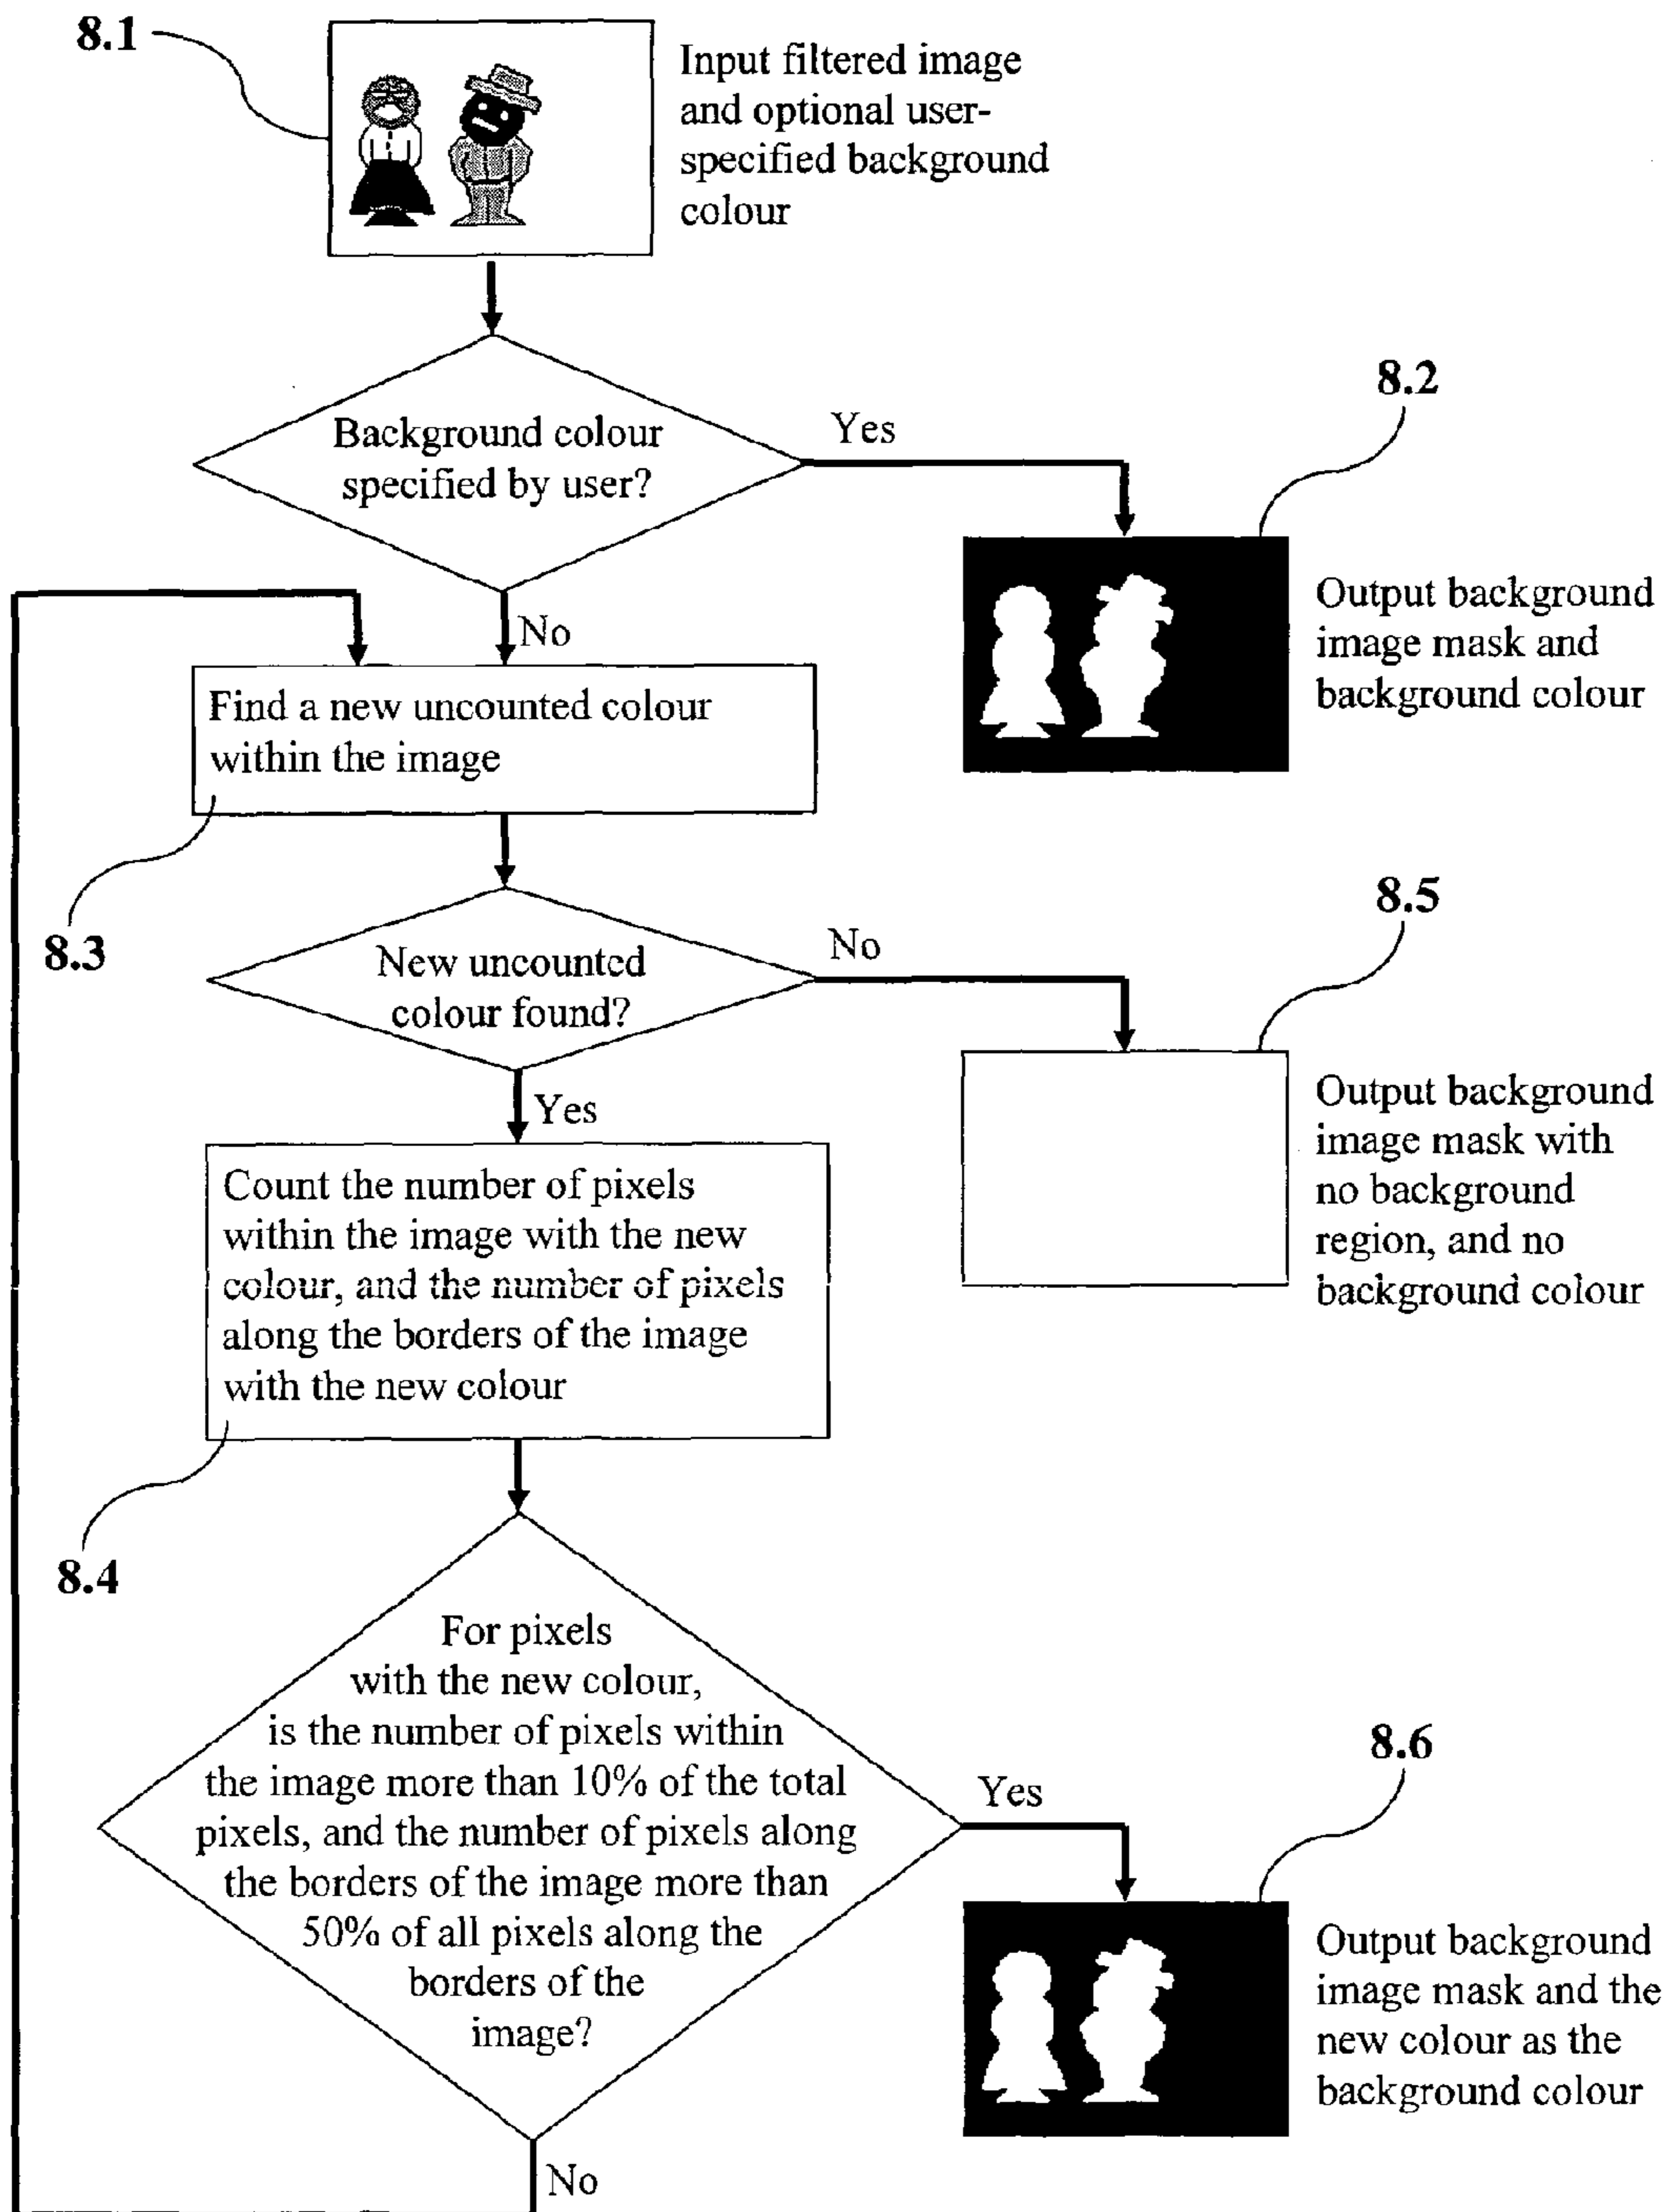 8.1
Input filtered image
and optional user-
specified background
colour
Background colour
specified by user?
Yes
8.2
Output background
image mask and
background colour
No
Find a new uncounted colour
within the image
8.3
New uncounted
colour found?
No
8.5
Output background
image mask with
no background
region, and no
background colour
Yes
Count the number of pixels
within the image with the new
colour, and the number of pixels
along the borders of the image
with the new colour
8.4
For pixels
with the new colour,
is the number of pixels within
the image more than 10% of the total
pixels, and the number of pixels along
the borders of the image more than
50% of all pixels along the
borders of the
image?
Yes
8.6
Output background
image mask and the
new colour as the
background colour
No